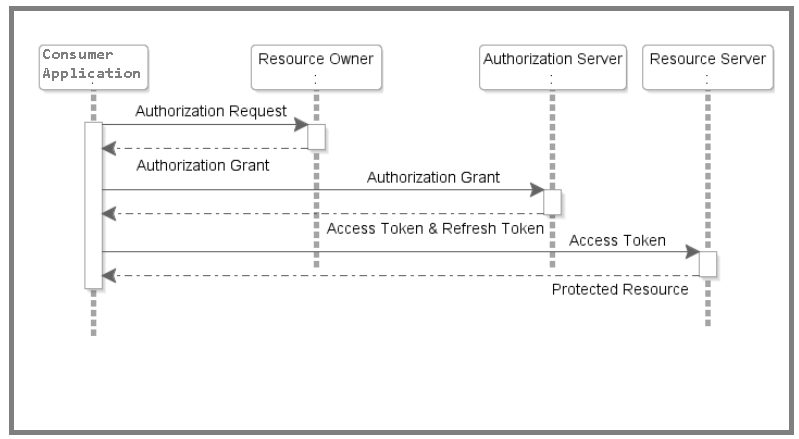 Consumer
Application
:
Resource Owner
:
Authorization Server
:
Resource Server
:
Authorization Request
Authorization Grant
Authorization Grant
Access Token & Refresh Token
Access Token
Protected Resource